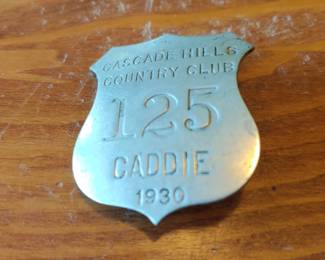 CASCADE HILLS
COUNTRY CLUB
125
CADDIE
1930